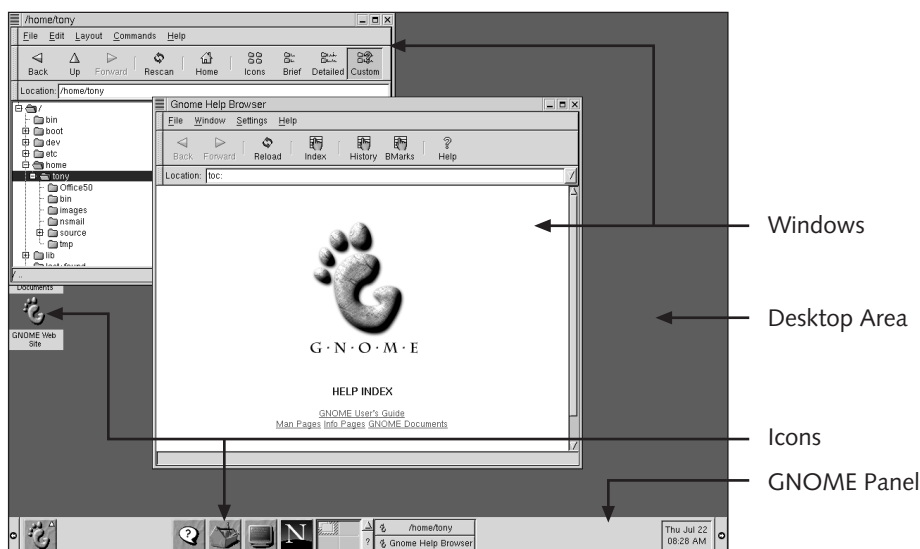 /home/tony
File Edit Layout Commands Help
Back Up Forward Rescan Home Icons Brief Detailed Custom
Location: /home/tony
/
bin
boot
dev
etc
home
tony
Office50
bin
images
nsmail
source
tmp
lib
lost+found
/ ..
Gnome Help Browser
File Window Settings Help
Back Forward Reload Index History BMarks Help
Location: toc:
G·N·O·M·E
HELP INDEX
GNOME User's Guide
Man Pages Info Pages GNOME Documents
Documents
GNOME Web
Site
N
?
/home/tony
Gnome Help Browser
Thu Jul 22
08:28 AM
Windows
Desktop Area
Icons
GNOME Panel